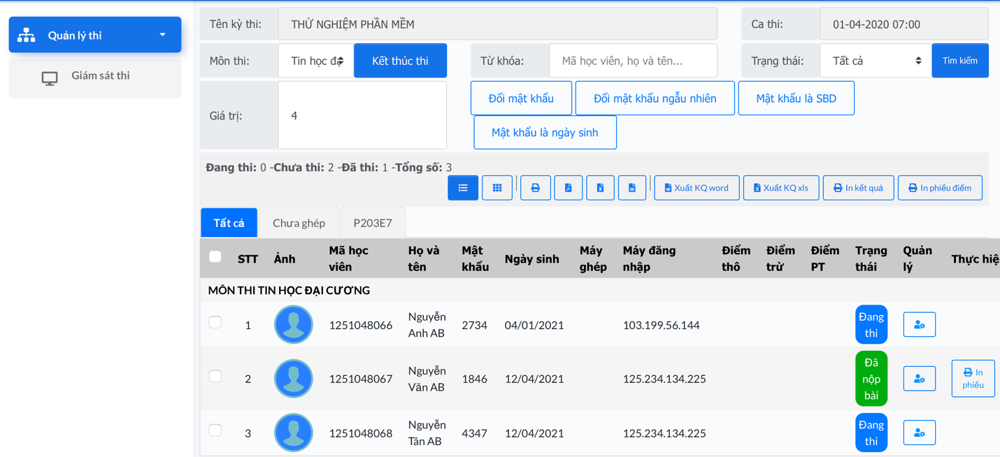 Quản lý thi
Giám sát thi
Tên kỳ thi: THỬ NGHIỆM PHẦN MỀM Ca thi: 01-04-2020 07:00
Môn thi: Tin học đạ Kết thúc thi Từ khóa: Mã học viên, họ và tên... Trạng thái: Tất cả Tìm kiếm
Giá trị: 4
Đổi mật khẩu Đổi mật khẩu ngẫu nhiên Mật khẩu là SBD
Mật khẩu là ngày sinh
Đang thi: 0 -Chưa thi: 2 -Đã thi: 1 -Tổng số: 3
Xuất KQ word Xuất KQ xls In kết quả In phiếu điểm
Tất cả Chưa ghép P203E7
STT Ảnh Mã học viên Họ và tên Mật khẩu Ngày sinh Máy ghép Máy đăng nhập Điểm thô Điểm trừ Điểm PT Trạng thái Quản lý Thực hiệ
MÔN THI TIN HỌC ĐẠI CƯƠNG
1 1251048066 Nguyễn Anh AB 2734 04/01/2021 103.199.56.144 Đang thi
2 1251048067 Nguyễn Văn AB 1846 12/04/2021 125.234.134.225 Đã nộp bài In phiếu
3 1251048068 Nguyễn Tân AB 4347 12/04/2021 125.234.134.225 Đang thi